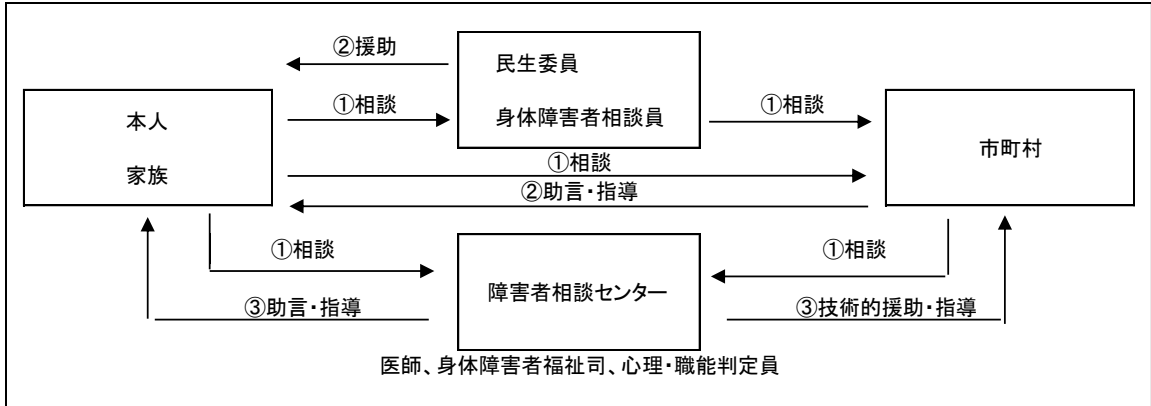 ②援助
民生委員
身体障害者相談員
①相談
①相談
本人
家族
市町村
①相談
②助言・指導
①相談
①相談
障害者相談センター
③助言・指導
③技術的援助・指導
医師、身体障害者福祉司、心理・職能判定員